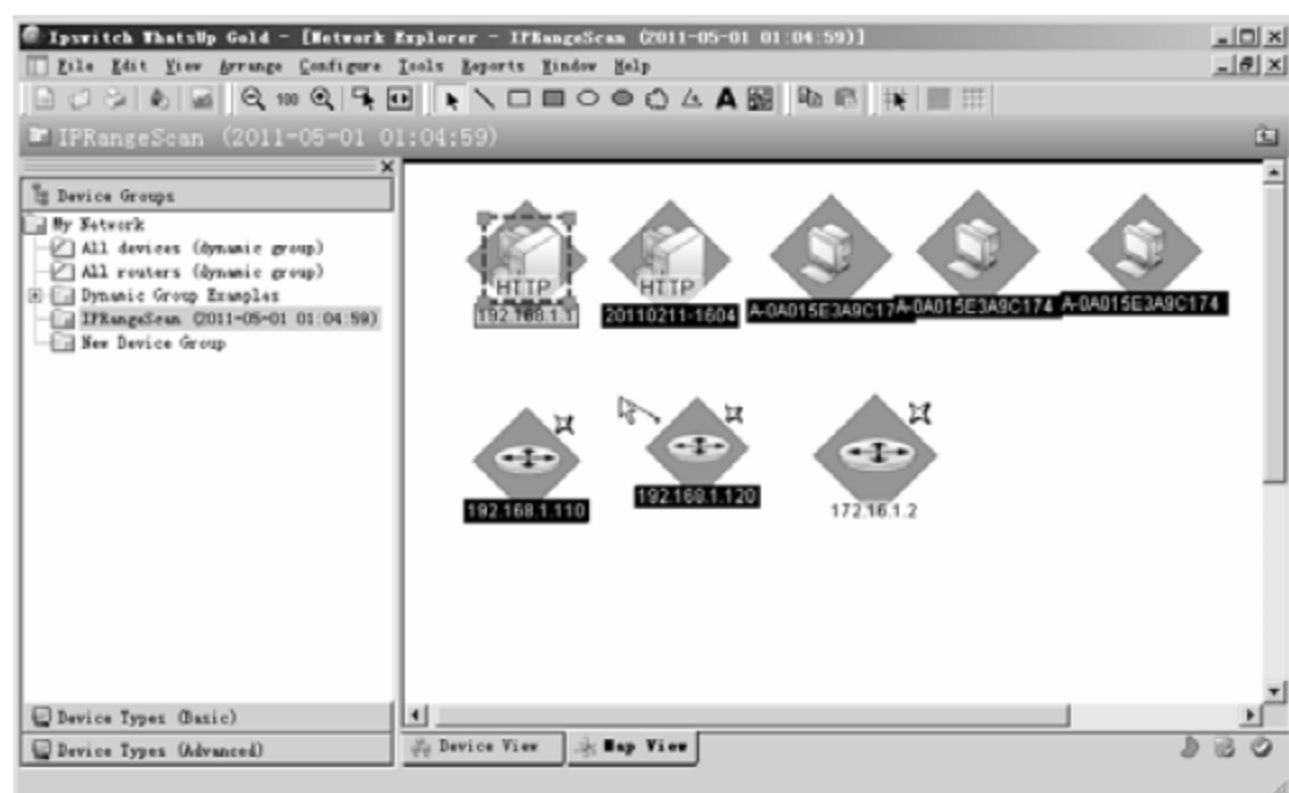 Ipswitch WhatsUp Gold - [Network Explorer - IPRangeScan (2011-05-01 01:04:59)]
File Edit View Arrange Configure Tools Reports Window Help
100
A
IPRangeScan (2011-05-01 01:04:59)
Device Groups
My Network
All devices (dynamic group)
All routers (dynamic group)
Dynamic Group Examples
IPRangeScan (2011-05-01 01:04:59)
New Device Group
Device Types (Basic)
Device Types (Advanced)
HTTP
192.168.1.1
HTTP
20110211-1604
A-0A015E3A9C17
A-0A015E3A9C174
A-0A015E3A9C174
192.168.1.110
192.168.1.120
172.16.1.2
Device View
Map View